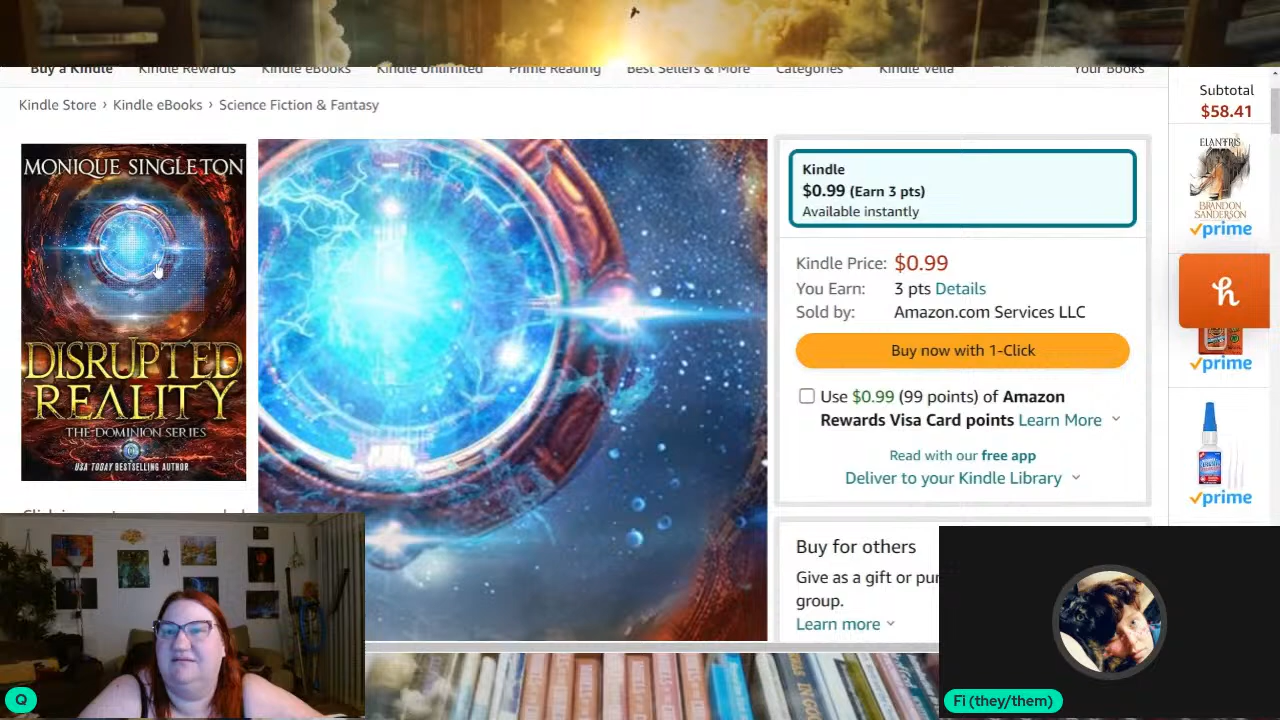 Buy a Kindle Kindle Rewards Kindle eBooks Kindle Unlimited Prime Reading Best Sellers & More Categories Kindle Vella Your Books
Kindle Store › Kindle eBooks › Science Fiction & Fantasy
MONIQUE SINGLETON
DISRUPTED
REALITY
THE DOMINION SERIES
USA TODAY BESTSELLING AUTHOR
Kindle
$0.99 (Earn 3 pts)
Available instantly
Kindle Price: $0.99
You Earn: 3 pts Details
Sold by: Amazon.com Services LLC
Buy now with 1-Click
Use $0.99 (99 points) of Amazon
Rewards Visa Card points Learn More
Read with our free app
Deliver to your Kindle Library
Buy for others
Give as a gift or pur
group.
Learn more
Subtotal
$58.41
ELANTRIS
BRANDON
SANDERSON
prime
h
prime
prime
Q
Fi (they/them)